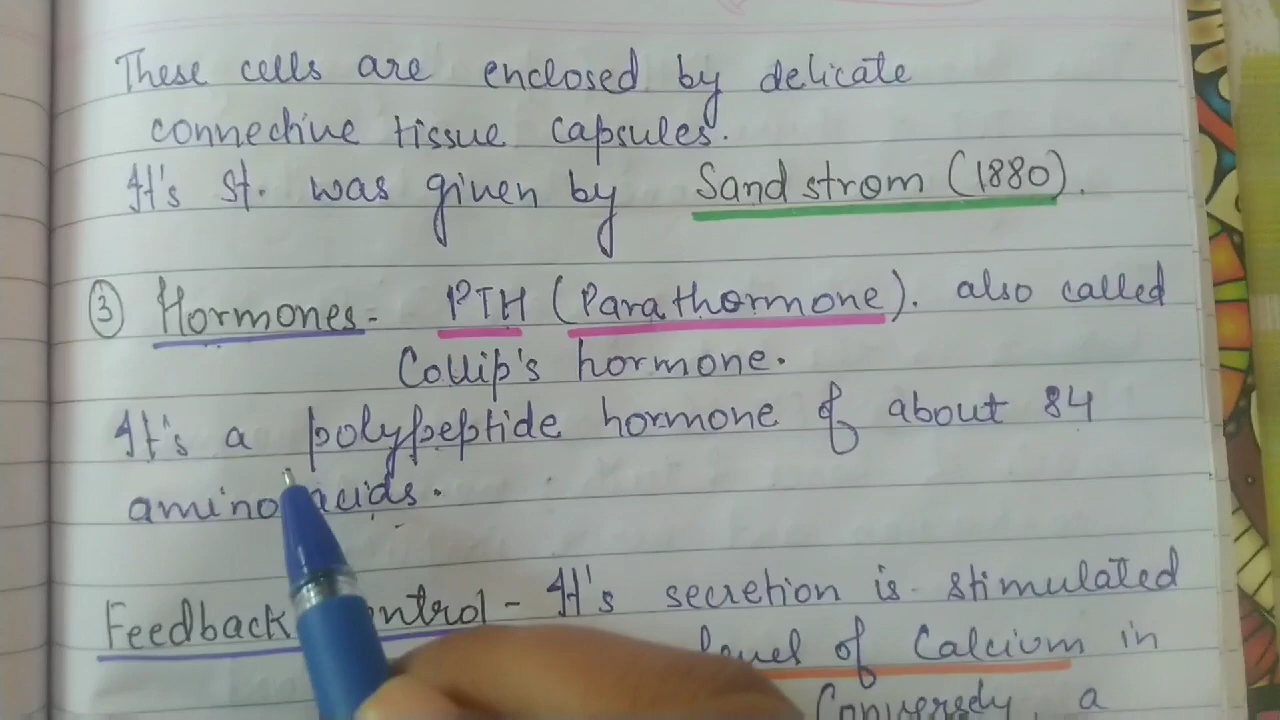 These cells are enclosed by delicate
connective tissue capsules.
It's st. was given by Sandstrom (1880).
③ Hormones - PTH (Parathormone). also called
Collip's hormone.
It's a polypeptide hormone of about 84
amino acids.
Feedback control - It's secretion is stimulated
level of Calcium in
Conversely, a